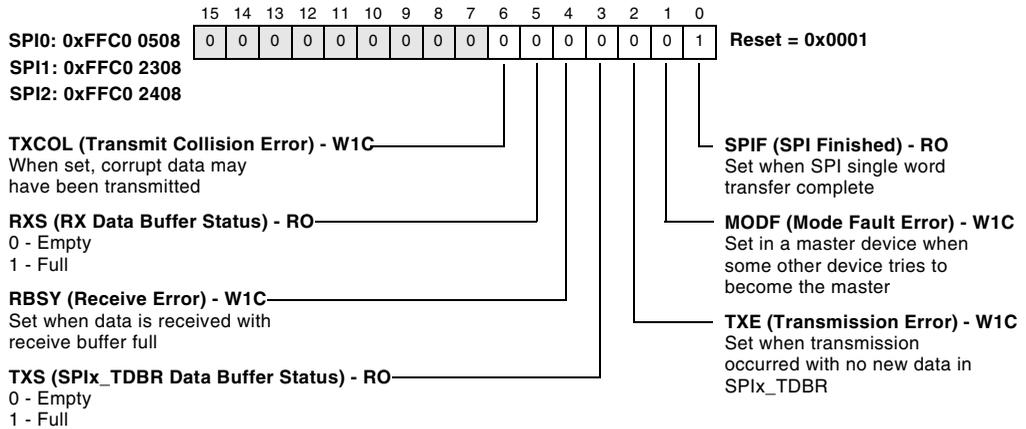 15 14 13 12 11 10 9 8 7 6 5 4 3 2 1 0
SPI0: 0xFFC0 0508 0 0 0 0 0 0 0 0 0 0 0 0 0 0 0 1 Reset = 0x0001
SPI1: 0xFFC0 2308
SPI2: 0xFFC0 2408
TXCOL (Transmit Collision Error) - W1C
When set, corrupt data may
have been transmitted
RXS (RX Data Buffer Status) - RO
0 - Empty
1 - Full
RBSY (Receive Error) - W1C
Set when data is received with
receive buffer full
TXS (SPIx_TDBR Data Buffer Status) - RO
0 - Empty
1 - Full
SPIF (SPI Finished) - RO
Set when SPI single word
transfer complete
MODF (Mode Fault Error) - W1C
Set in a master device when
some other device tries to
become the master
TXE (Transmission Error) - W1C
Set when transmission
occurred with no new data in
SPIx_TDBR